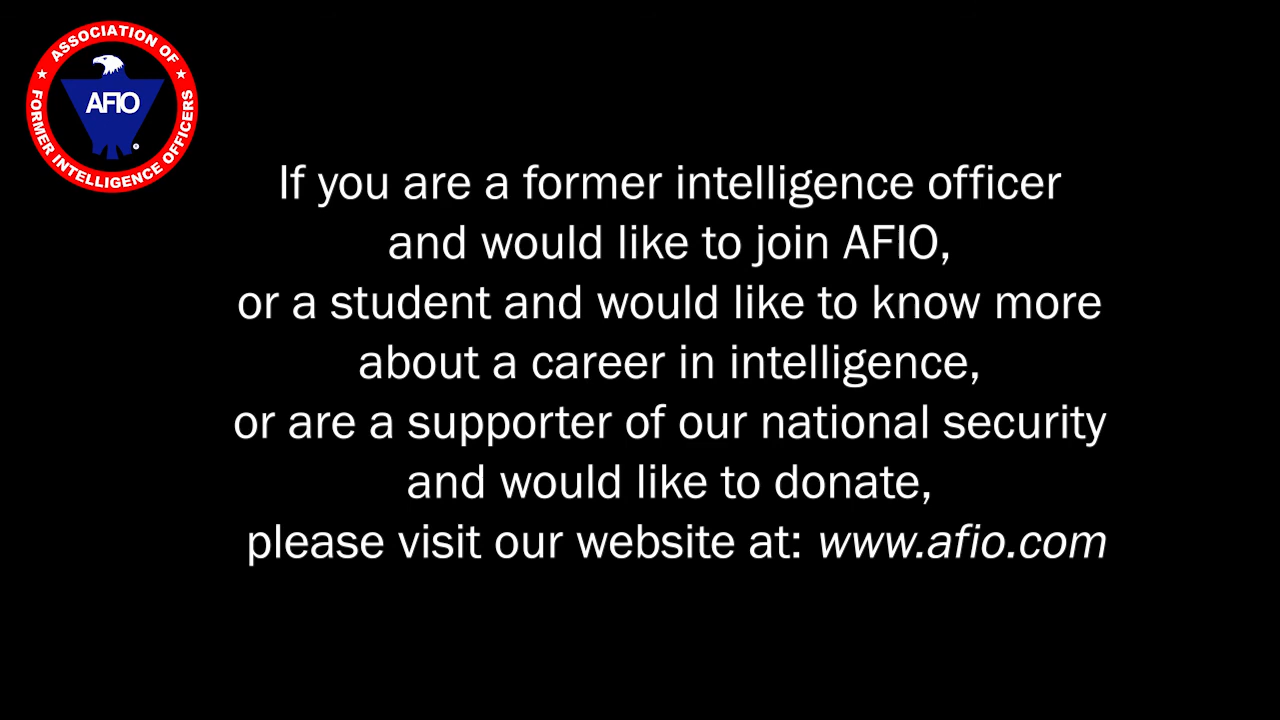 ASSOCIATION OF
FORMER INTELLIGENCE OFFICERS
AFIO
If you are a former intelligence officer
and would like to join AFIO,
or a student and would like to know more
about a career in intelligence,
or are a supporter of our national security
and would like to donate,
please visit our website at: www.afio.com